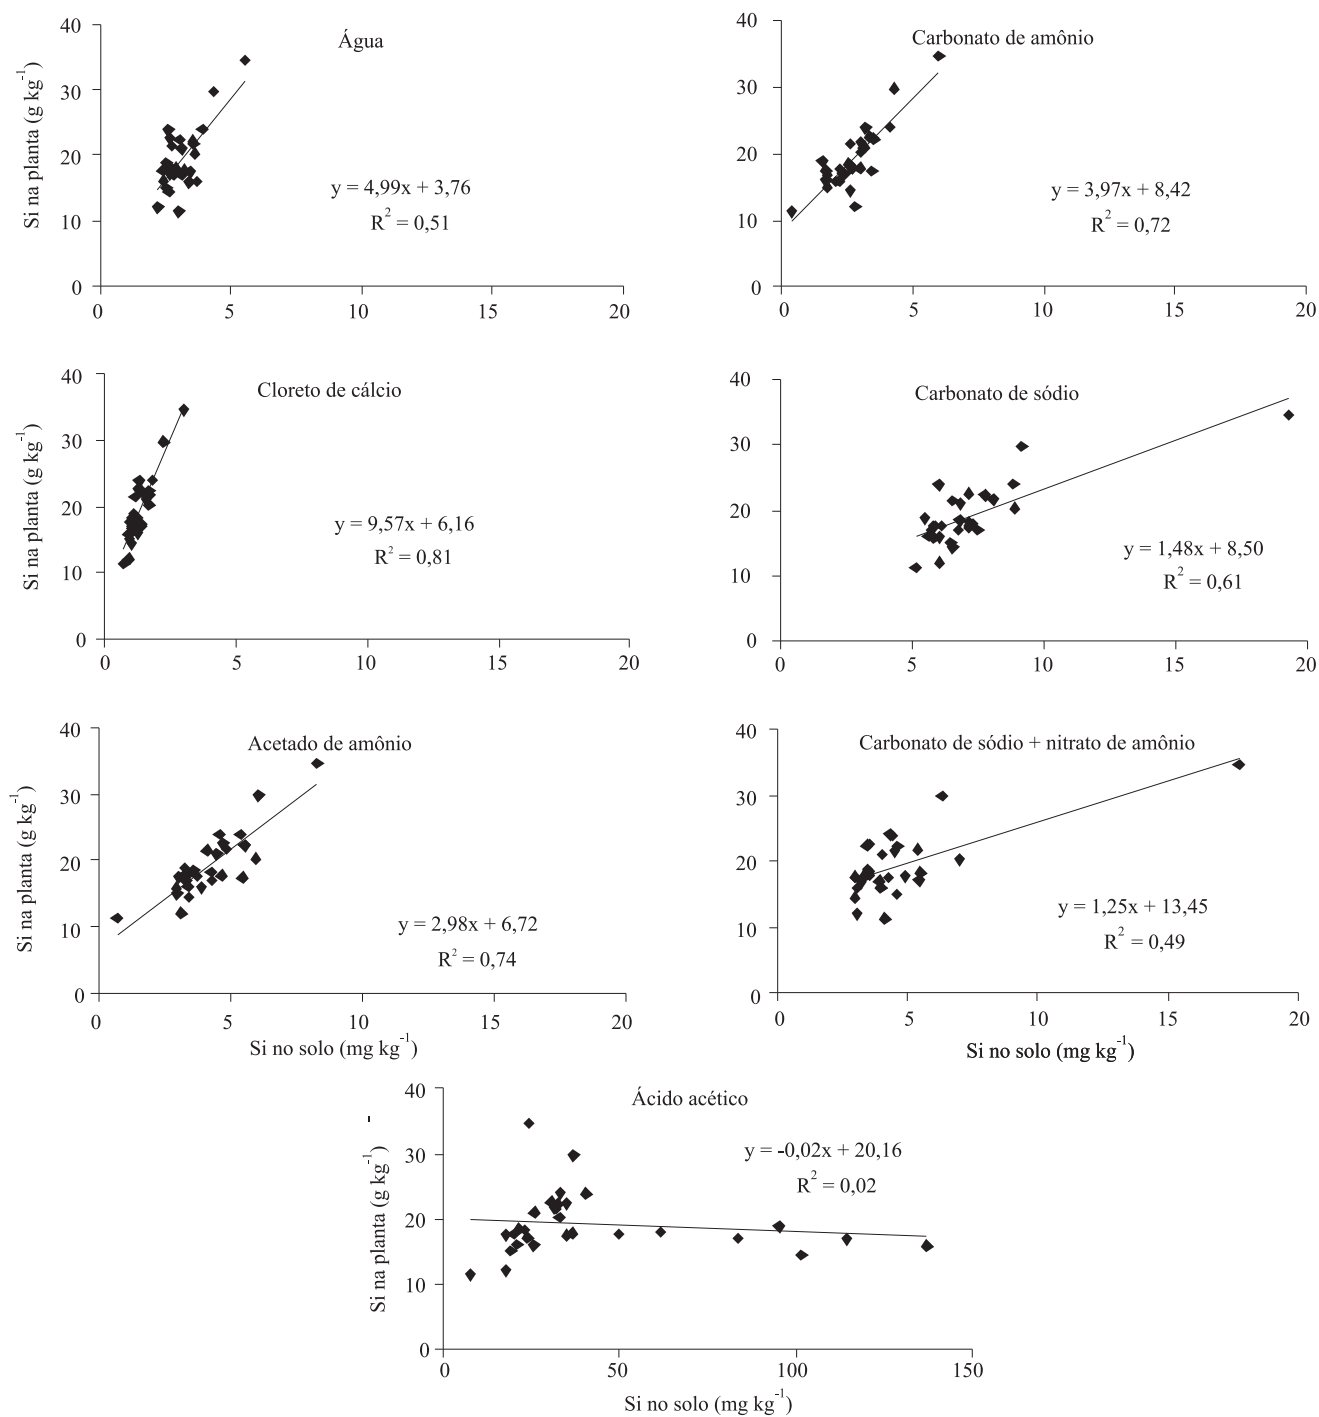 Água
Si na planta (g kg-1)
40
30
20
10
0
y = 4,99x + 3,76
R2 = 0,51
0 5 10 15 20
Carbonato de amônio
40
30
20
10
0
y = 3,97x + 8,42
R2 = 0,72
0 5 10 15 20
Cloreto de cálcio
Si na planta (g kg-1)
40
30
20
10
0
y = 9,57x + 6,16
R2 = 0,81
0 5 10 15 20
Carbonato de sódio
40
30
20
10
0
y = 1,48x + 8,50
R2 = 0,61
0 5 10 15 20
Acetado de amônio
Si na planta (g kg-1)
40
30
20
10
0
y = 2,98x + 6,72
R2 = 0,74
0 5 10 15 20
Si no solo (mg kg-1)
Carbonato de sódio + nitrato de amônio
40
30
20
10
0
y = 1,25x + 13,45
R2 = 0,49
0 5 10 15 20
Si no solo (mg kg-1)
Ácido acético
Si na planta (g kg-1)
40
30
20
10
0
y = -0,02x + 20,16
R2 = 0,02
0 50 100 150
Si no solo (mg kg-1)